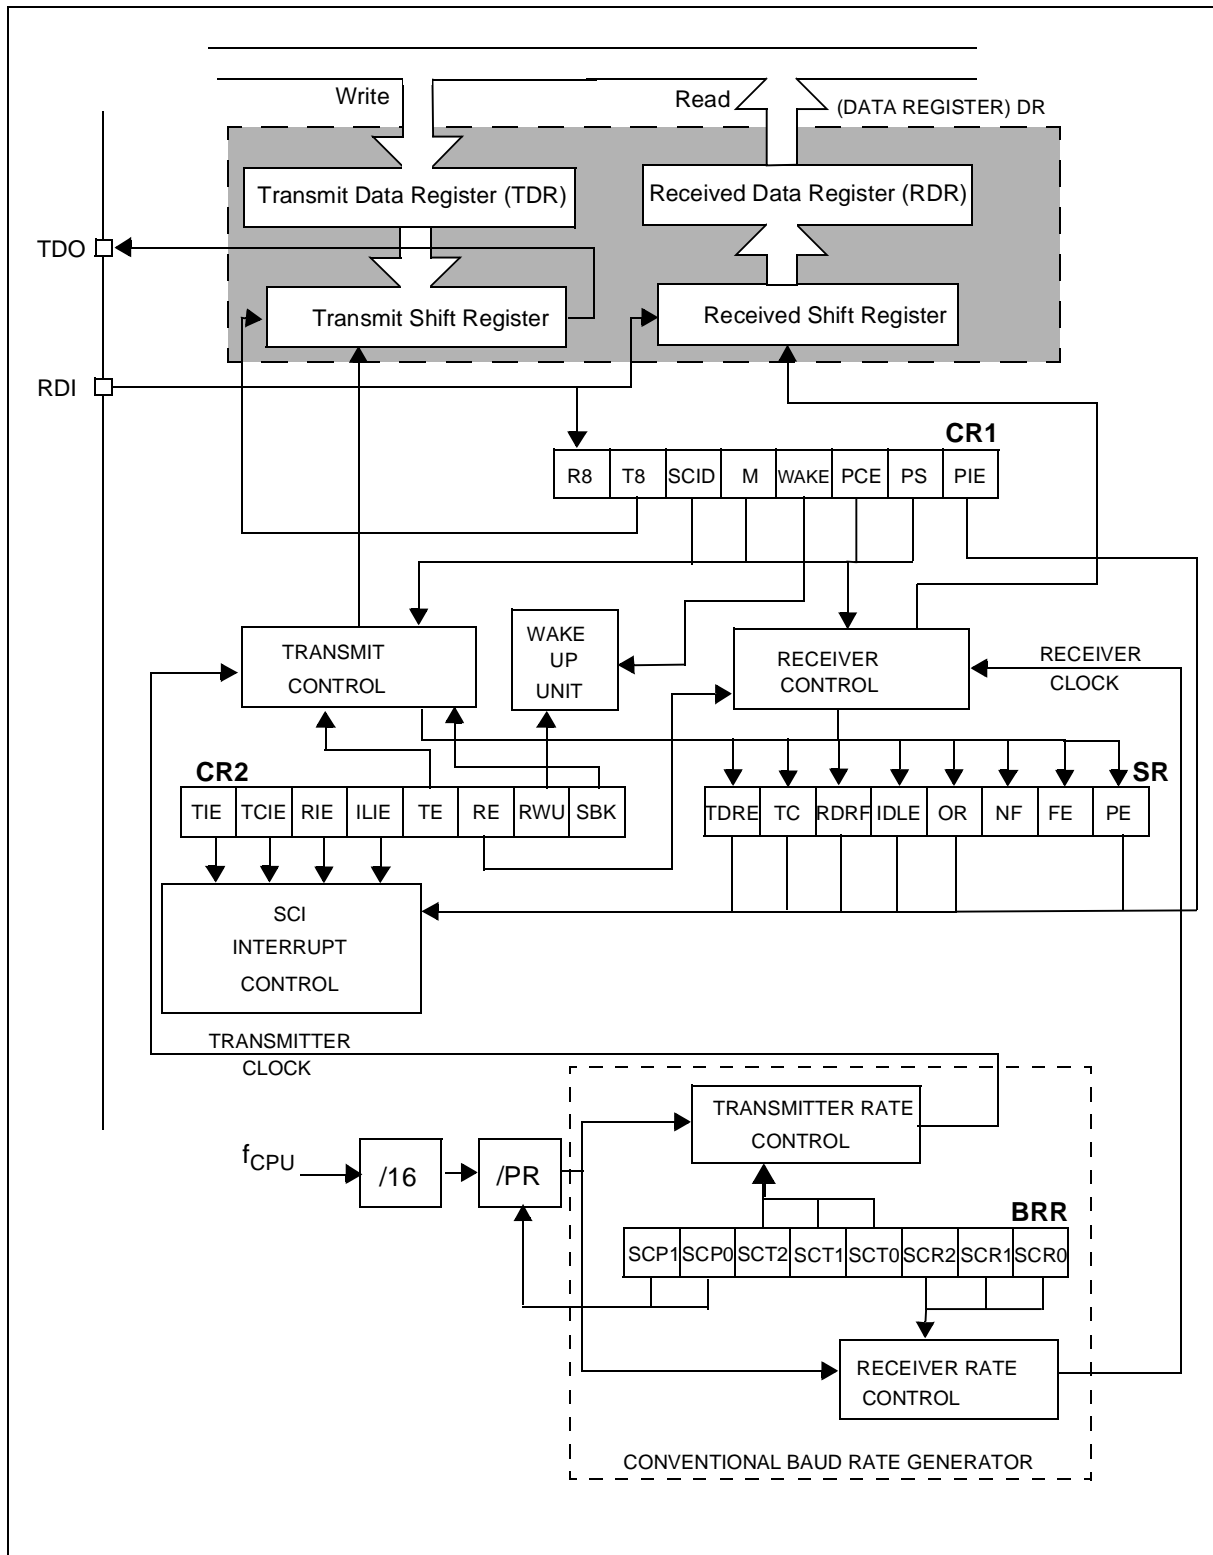 Write
Read
(DATA REGISTER) DR
Transmit Data Register (TDR)
Received Data Register (RDR)
TDO
Transmit Shift Register
Received Shift Register
RDI
CR1
R8 T8 SCID M WAKE PCE PS PIE
TRANSMIT
CONTROL
WAKE
UP
UNIT
RECEIVER
CONTROL
RECEIVER
CLOCK
CR2
TIE TCIE RIE ILIE TE RE RWU SBK
SR
TDRE TC RDRF IDLE OR NF FE PE
SCI
INTERRUPT
CONTROL
TRANSMITTER
CLOCK
TRANSMITTER RATE
CONTROL
fCPU
/16
/PR
BRR
SCP1 SCP0 SCT2 SCT1 SCT0 SCR2 SCR1 SCR0
RECEIVER RATE
CONTROL
CONVENTIONAL BAUD RATE GENERATOR